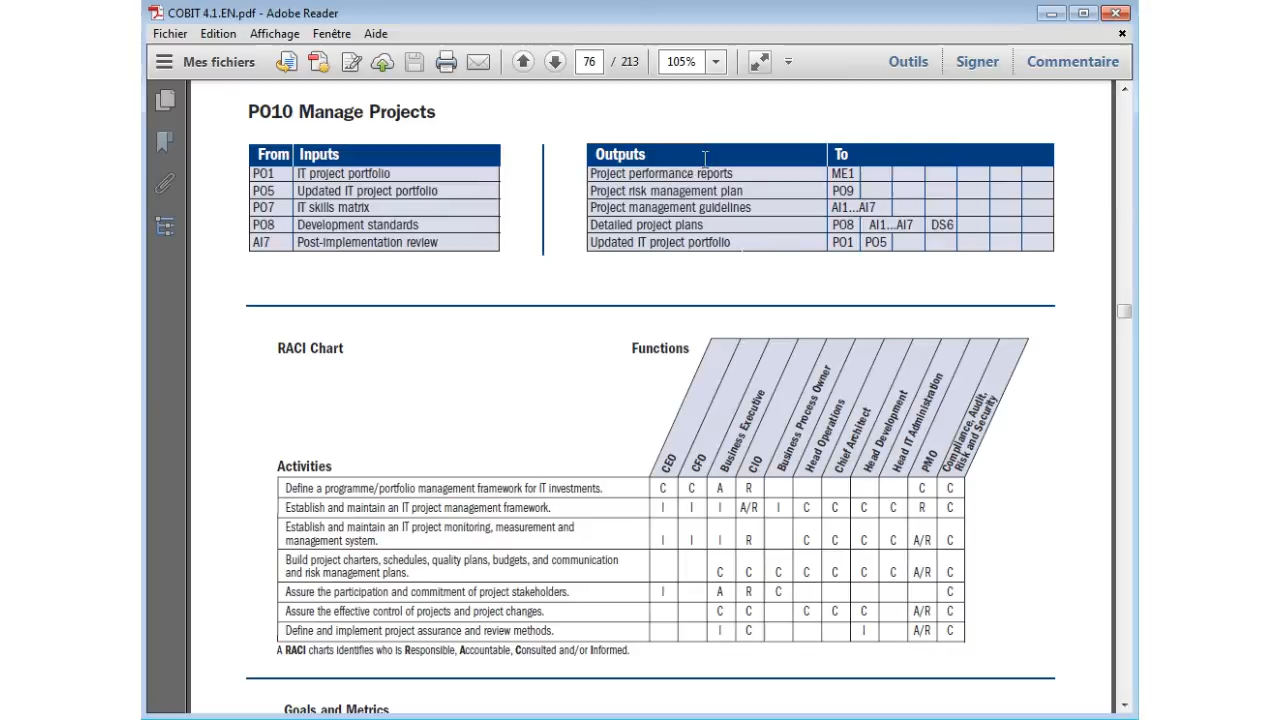 COBIT 4.1.EN.pdf - Adobe Reader
Fichier Edition Affichage Fenêtre Aide
Mes fichiers 76 / 213 105% Outils Signer Commentaire
PO10 Manage Projects
From Inputs
PO1 IT project portfolio
PO5 Updated IT project portfolio
PO7 IT skills matrix
PO8 Development standards
AI7 Post-implementation review
Outputs To
Project performance reports ME1
Project risk management plan PO9
Project management guidelines AI1...AI7
Detailed project plans PO8 AI1...AI7 DS6
Updated IT project portfolio PO1 PO5
RACI Chart Functions
Activities CEO CFO Business Executive CIO Business Process Owner Head Operations Chief Architect Head Development Head IT Administration PMO Compliance, Audit, Risk and Security
Define a programme/portfolio management framework for IT investments. C C A R C C
Establish and maintain an IT project management framework. I I I A/R I C C C C R C
Establish and maintain an IT project monitoring, measurement and
management system. I I I R C C C C A/R C
Build project charters, schedules, quality plans, budgets, and communication
and risk management plans. C C C C C C C A/R C
Assure the participation and commitment of project stakeholders. I A R C C
Assure the effective control of projects and project changes. C C C C C A/R C
Define and implement project assurance and review methods. I C I A/R C
A RACI charts identifies who is Responsible, Accountable, Consulted and/or Informed.
Goals and Metrics